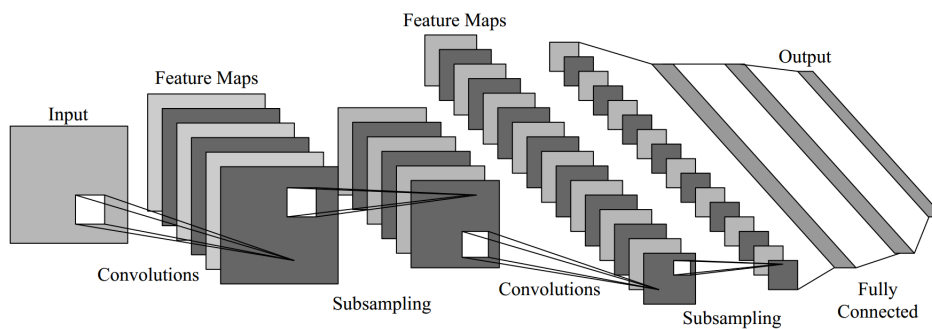 Feature Maps
Output
Feature Maps
Input
Convolutions
Subsampling
Convolutions
Subsampling
Fully
Connected